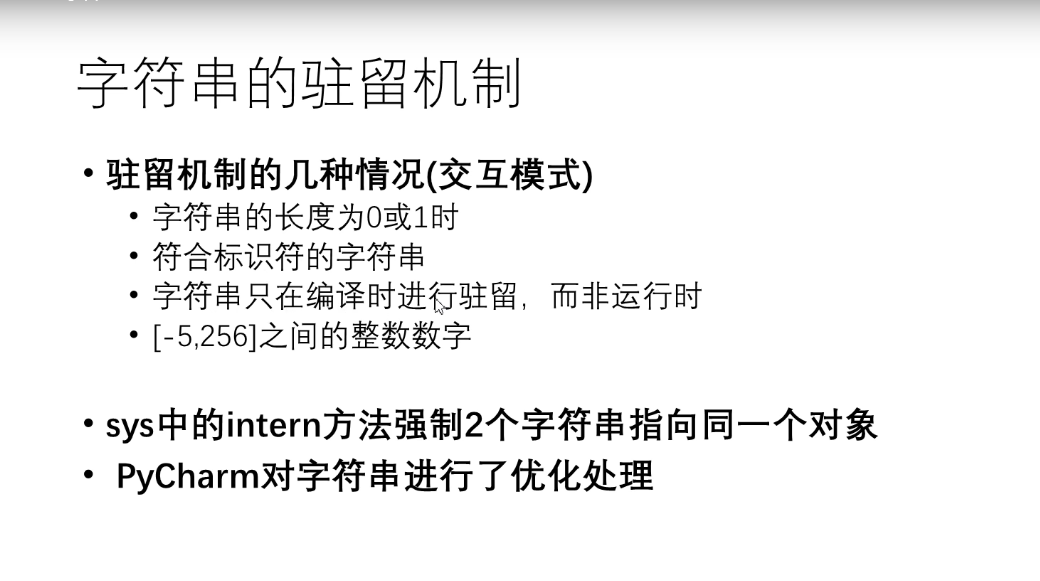 字符串的驻留机制
• 驻留机制的几种情况(交互模式)
• 字符串的长度为0或1时
• 符合标识符的字符串
• 字符串只在编译时进行驻留，而非运行时
• [-5,256]之间的整数数字
• sys中的intern方法强制2个字符串指向同一个对象
• PyCharm对字符串进行了优化处理